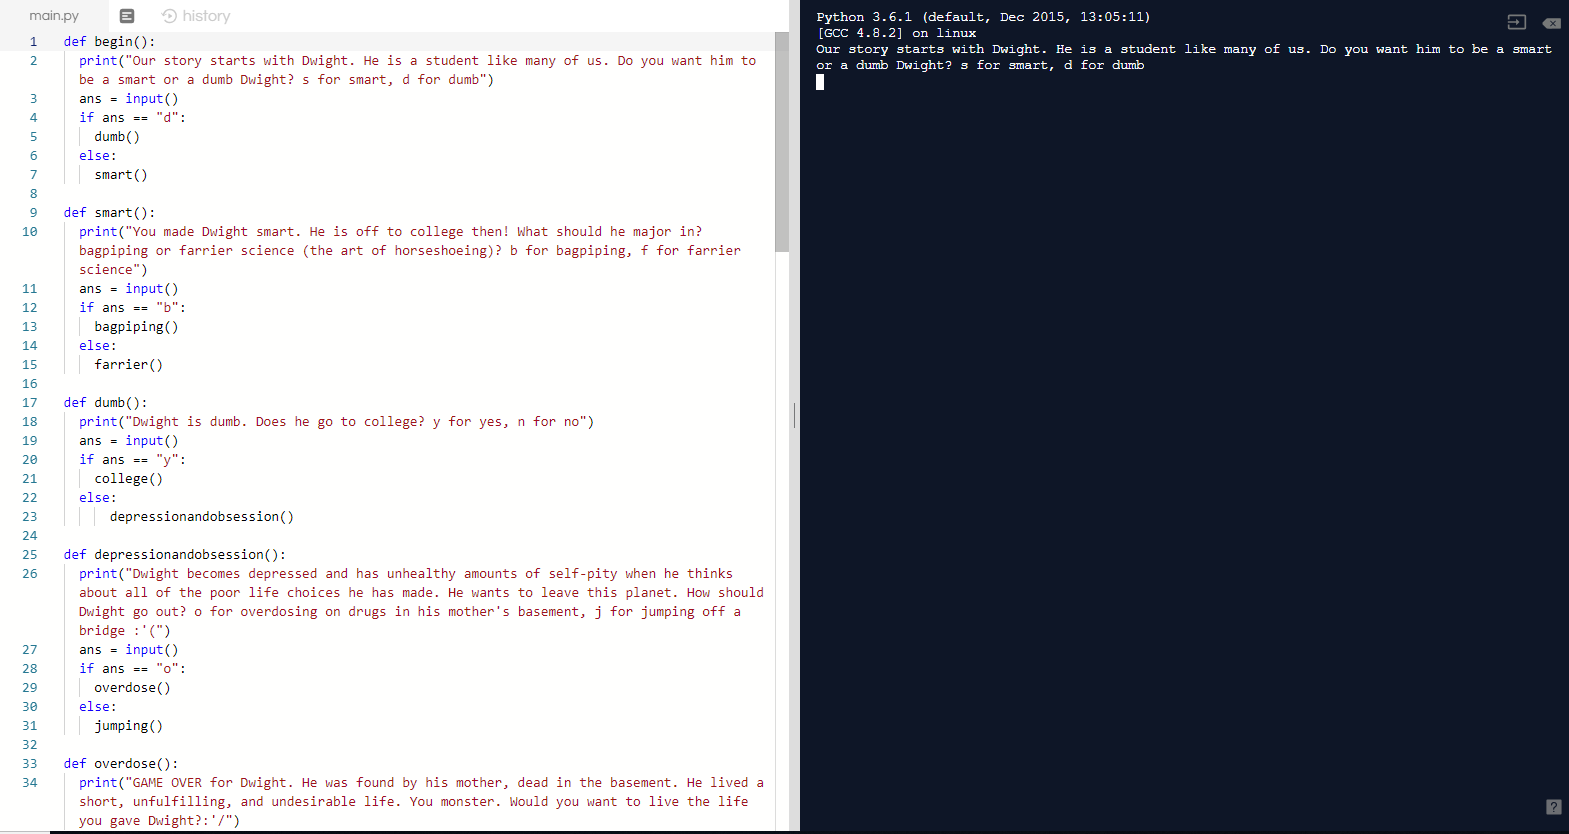 main.py history
1 def begin():
2 print("Our story starts with Dwight. He is a student like many of us. Do you want him to
be a smart or a dumb Dwight? s for smart, d for dumb")
3 ans = input()
4 if ans == "d":
5 dumb()
6 else:
7 smart()
8
9 def smart():
10 print("You made Dwight smart. He is off to college then! What should he major in?
bagpiping or farrier science (the art of horseshoeing)? b for bagpiping, f for farrier
science")
11 ans = input()
12 if ans == "b":
13 bagpiping()
14 else:
15 farrier()
16
17 def dumb():
18 print("Dwight is dumb. Does he go to college? y for yes, n for no")
19 ans = input()
20 if ans == "y":
21 college()
22 else:
23 depressionandobsession()
24
25 def depressionandobsession():
26 print("Dwight becomes depressed and has unhealthy amounts of self-pity when he thinks
about all of the poor life choices he has made. He wants to leave this planet. How should
Dwight go out? o for overdosing on drugs in his mother's basement, j for jumping off a
bridge :'(")
27 ans = input()
28 if ans == "o":
29 overdose()
30 else:
31 jumping()
32
33 def overdose():
34 print("GAME OVER for Dwight. He was found by his mother, dead in the basement. He lived a
short, unfulfilling, and undesirable life. You monster. Would you want to live the life
you gave Dwight?:'/")
Python 3.6.1 (default, Dec 2015, 13:05:11)
[GCC 4.8.2] on linux
Our story starts with Dwight. He is a student like many of us. Do you want him to be a smart
or a dumb Dwight? s for smart, d for dumb
?